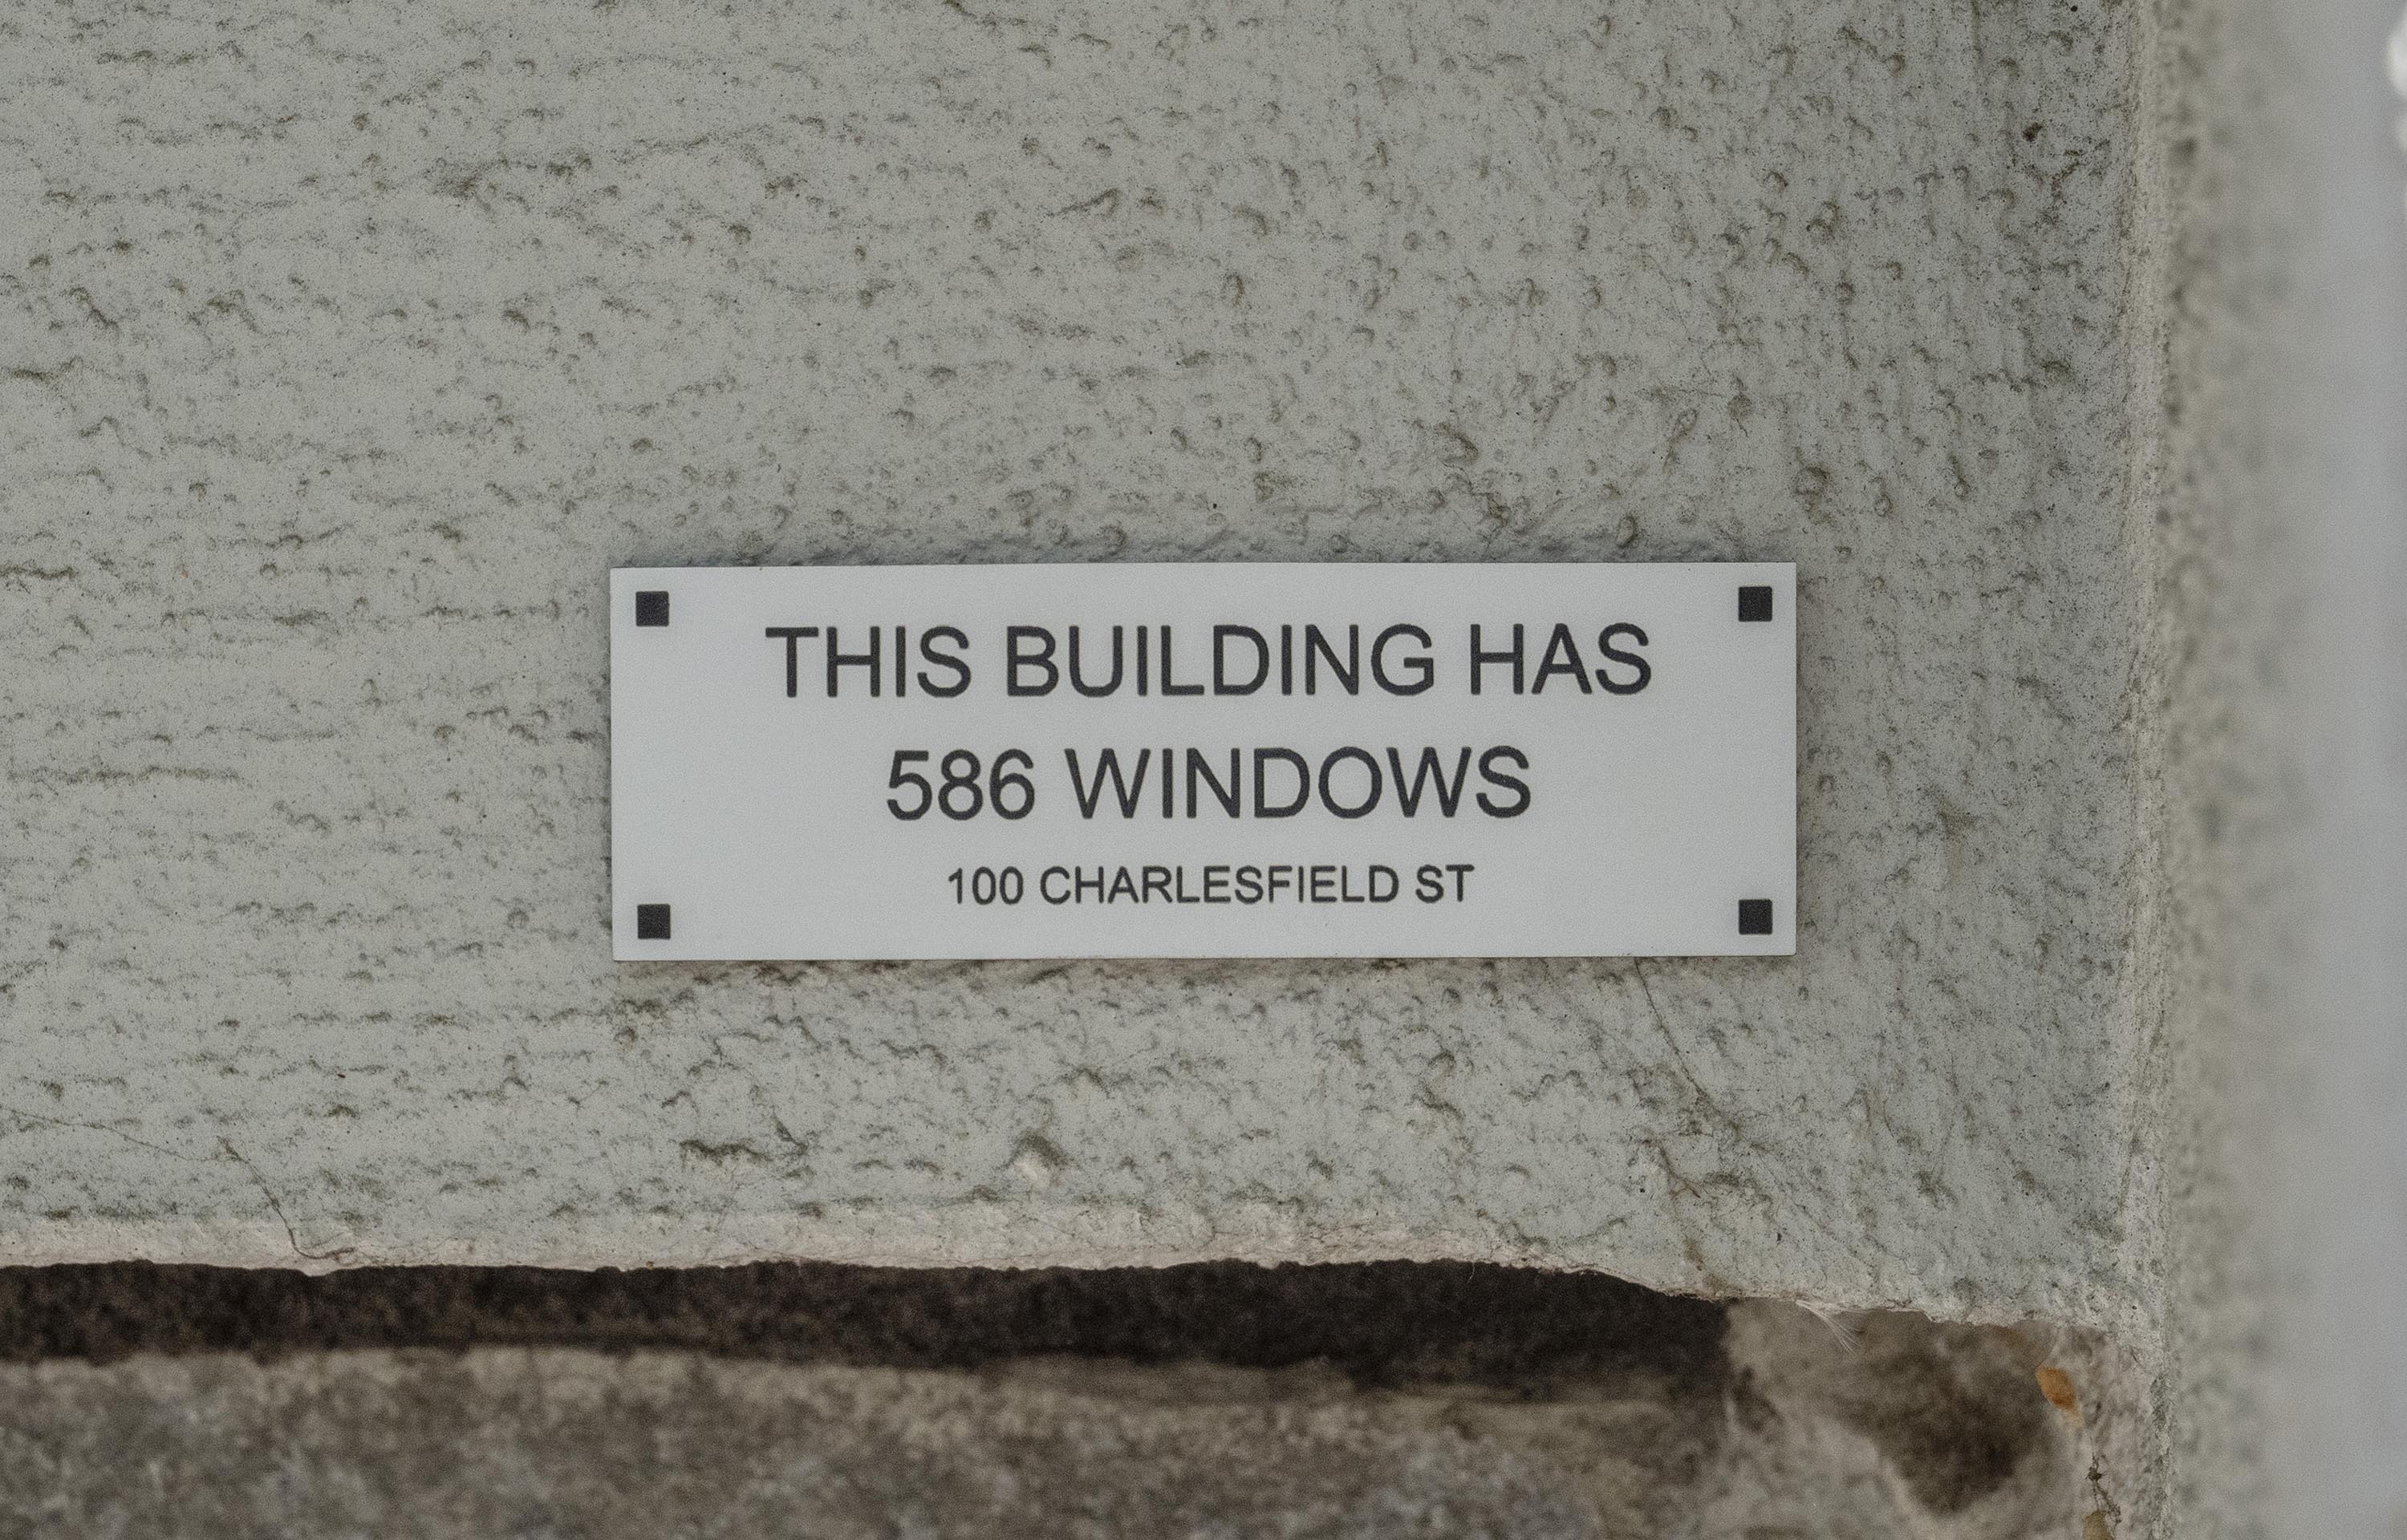 THIS BUILDING HAS
586 WINDOWS
100 CHARLESFIELD ST